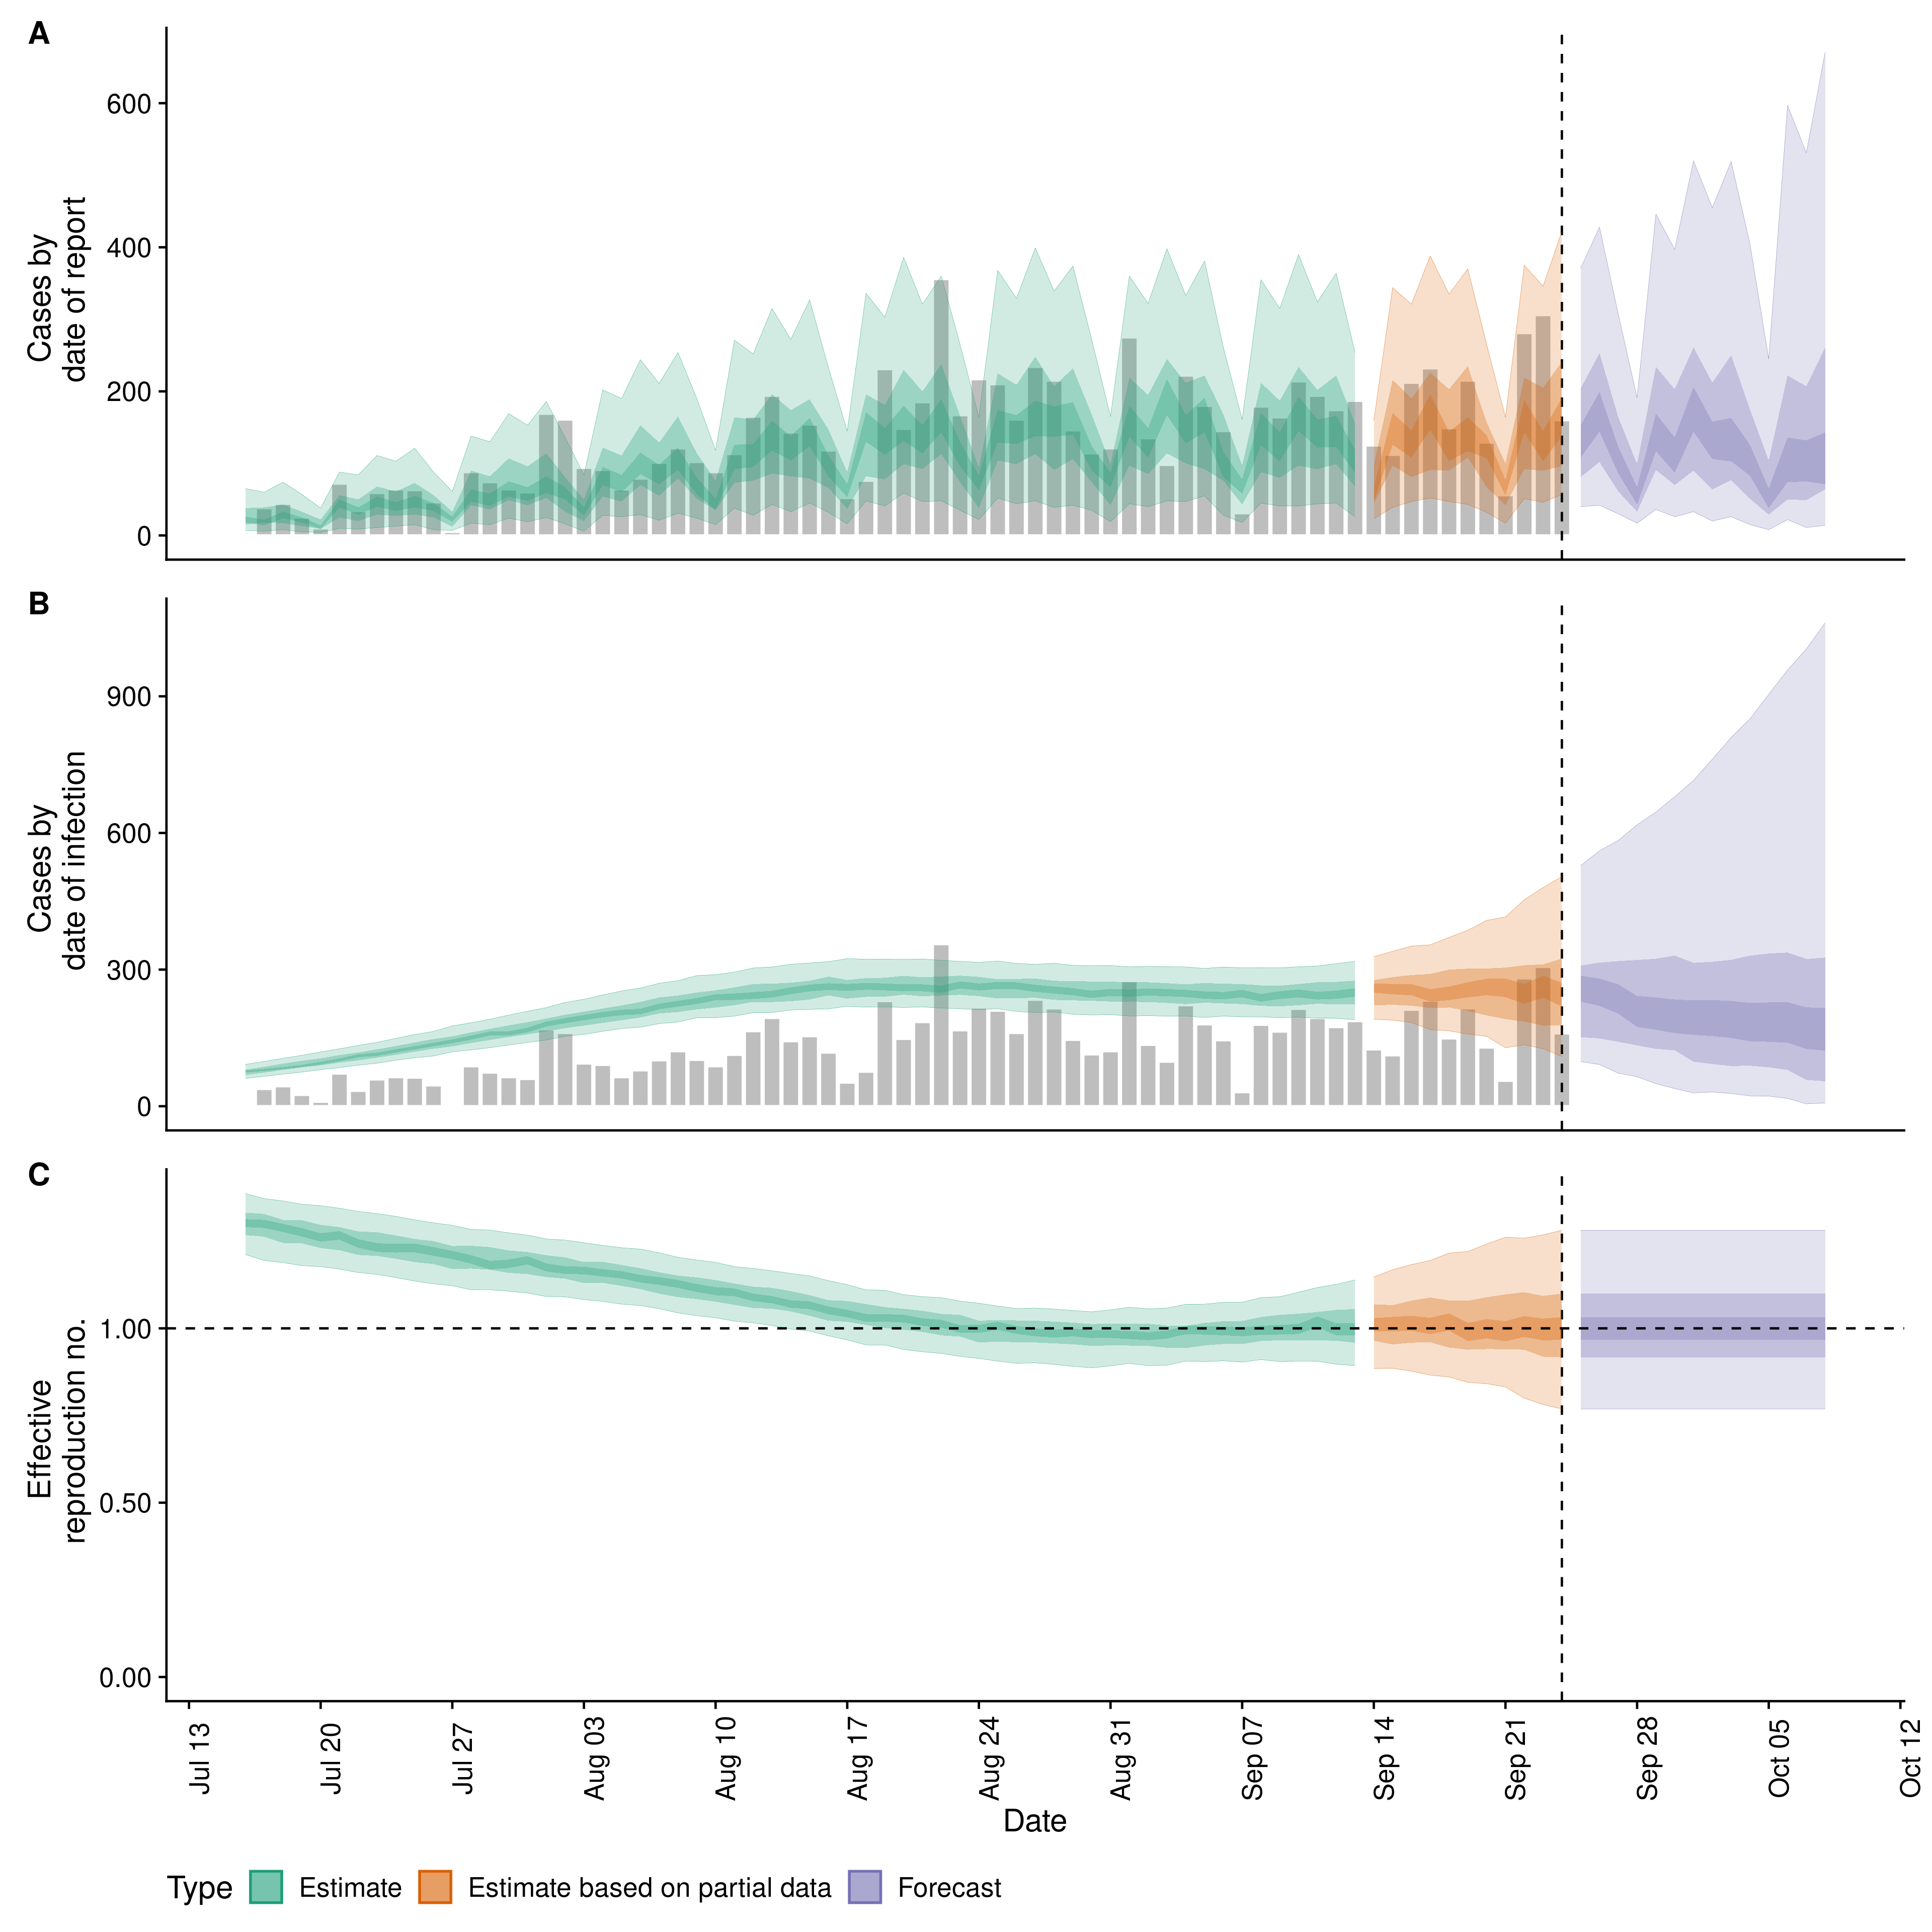 A
Cases by
date of report
600
400
200
0
B
Cases by
date of infection
900
600
300
0
C
Effective
reproduction no.
1.00
0.50
0.00
Jul 13
Jul 20
Jul 27
Aug 03
Aug 10
Aug 17
Aug 24
Aug 31
Sep 07
Sep 14
Sep 21
Sep 28
Oct 05
Oct 12
Date
Type
Estimate
Estimate based on partial data
Forecast